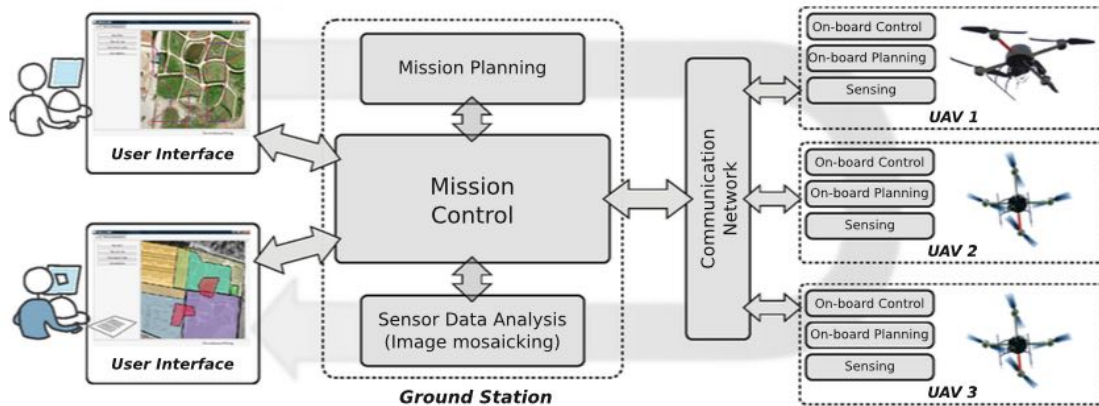 User Interface
User Interface
Mission Planning
Mission
Control
Sensor Data Analysis
(Image mosaicking)
Ground Station
Communication
Network
On-board Control
On-board Planning
Sensing
UAV 1
On-board Control
On-board Planning
Sensing
UAV 2
On-board Control
On-board Planning
Sensing
UAV 3